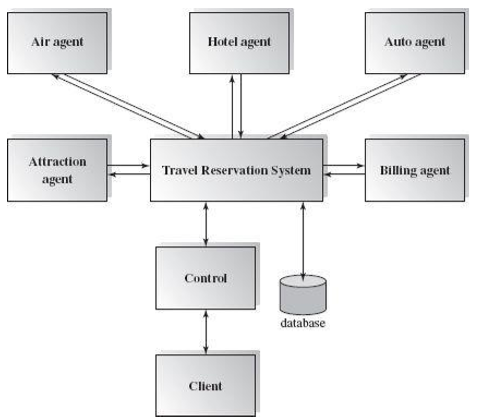 Air agent
Hotel agent
Auto agent
Attraction
agent
Travel Reservation System
Billing agent
Control
database
Client